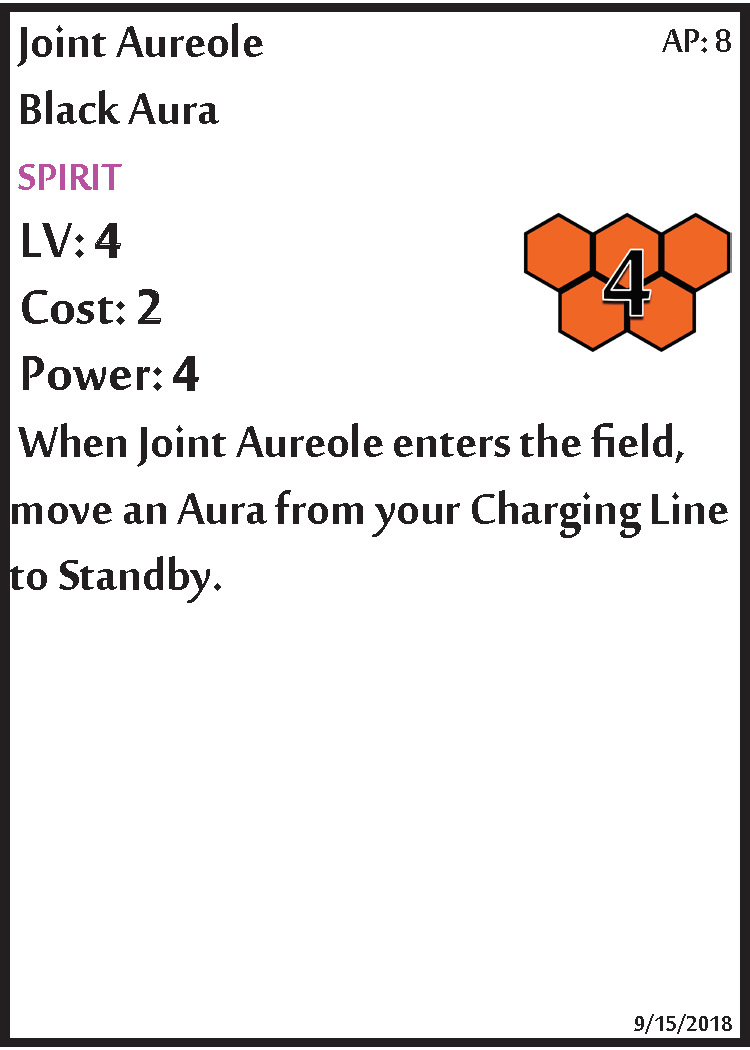 Joint Aureole
AP: 8
Black Aura
SPIRIT
LV: 4
4
Cost: 2
Power: 4
When Joint Aureole enters the field,
move an Aura from your Charging Line
to Standby.
9/15/2018